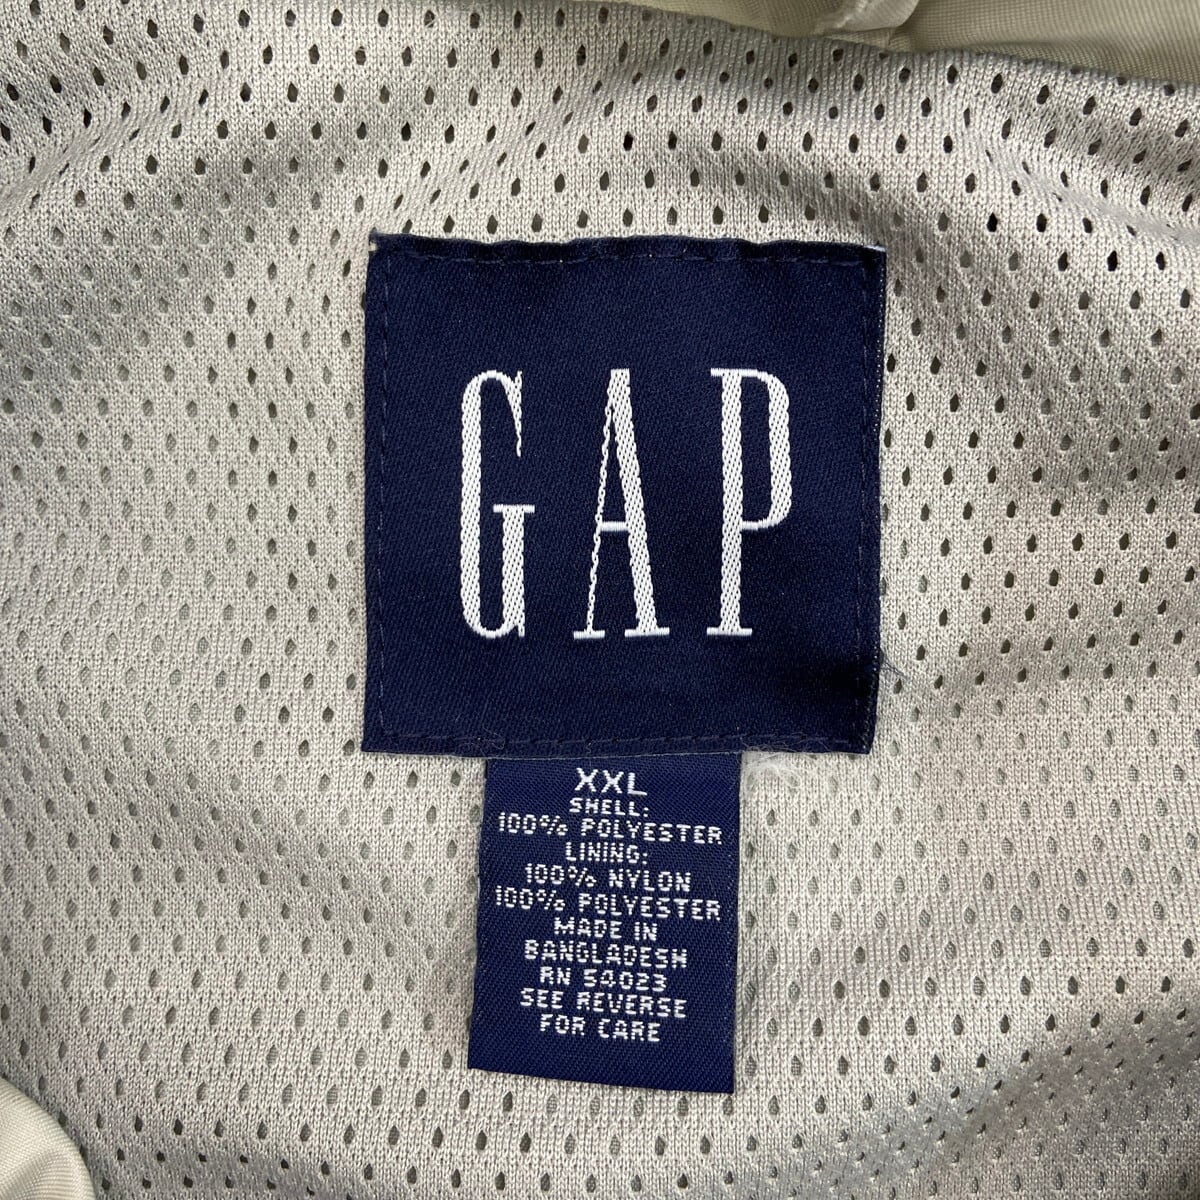 GAP
XXL
SHELL:
100% POLYESTER
LINING:
100% NYLON
100% POLYESTER
MADE IN
BANGLADESH
RN 54023
SEE REVERSE
FOR CARE